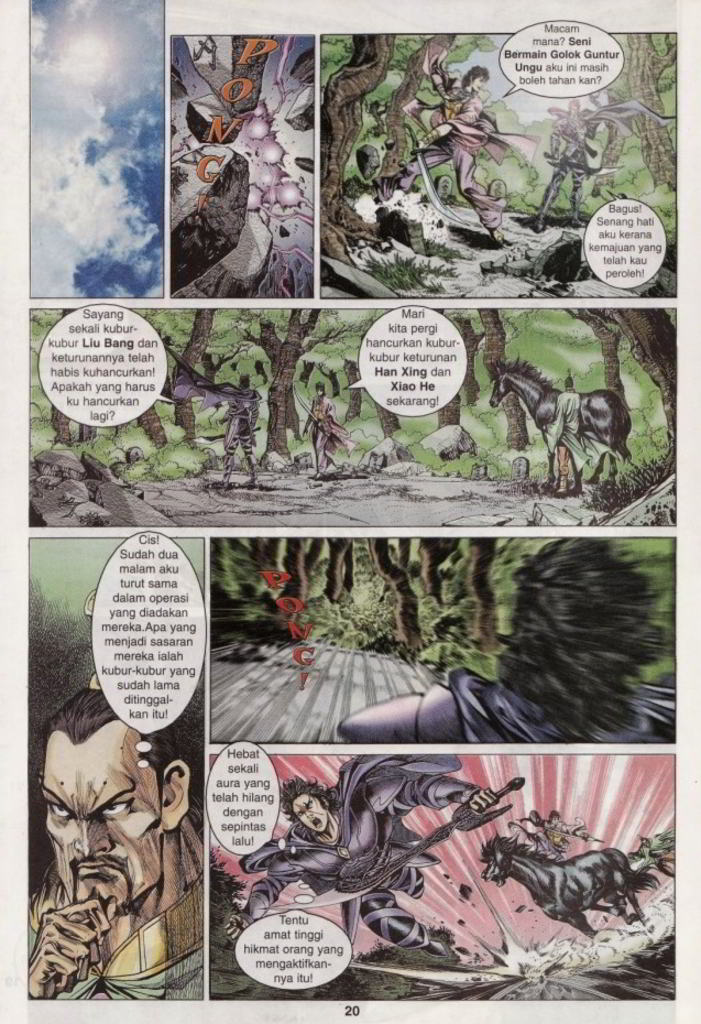 PONG!
Macam
mana? Seni
Bermain Golok Guntur
Ungu aku ini masih
boleh tahan kan?
Bagus!
Senang hati
aku kerana
kemajuan yang
telah kau
peroleh!
Sayang
sekali kubur-
kubur Liu Bang dan
keturunannya telah
habis kuhancurkan!
Apakah yang harus
ku hancurkan
lagi?
Mari
kita pergi
hancurkan kubur-
kubur keturunan
Han Xing dan
Xiao He
sekarang!
Cis!
Sudah dua
malam aku
turut sama
dalam operasi
yang diadakan
mereka.Apa yang
menjadi sasaran
mereka ialah
kubur-kubur yang
sudah lama
ditinggal-
kan itu!
PONG!
Hebat
sekali
aura yang
telah hilang
dengan
sepintas
lalu!
Tentu
amat tinggi
hikmat orang yang
mengaktifkan-
nya itu!
20